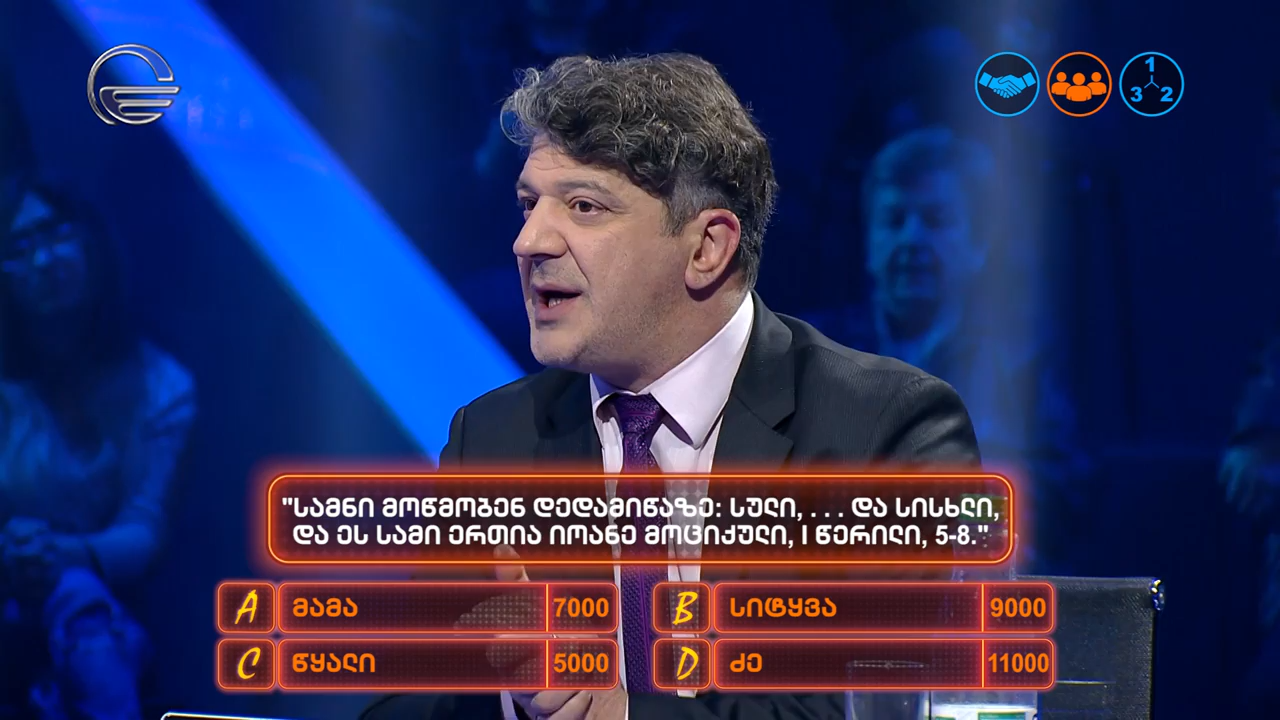 1
3 2
"სამნი მოწმობენ დედამიწაზე: სული, . . . და სისხლი,
და ეს სამი ერთია იოანე მოციქული, I წერილი, 5-8."
A მამა 7000
B სიტყვა 9000
C წყალი 5000
D ძე 11000